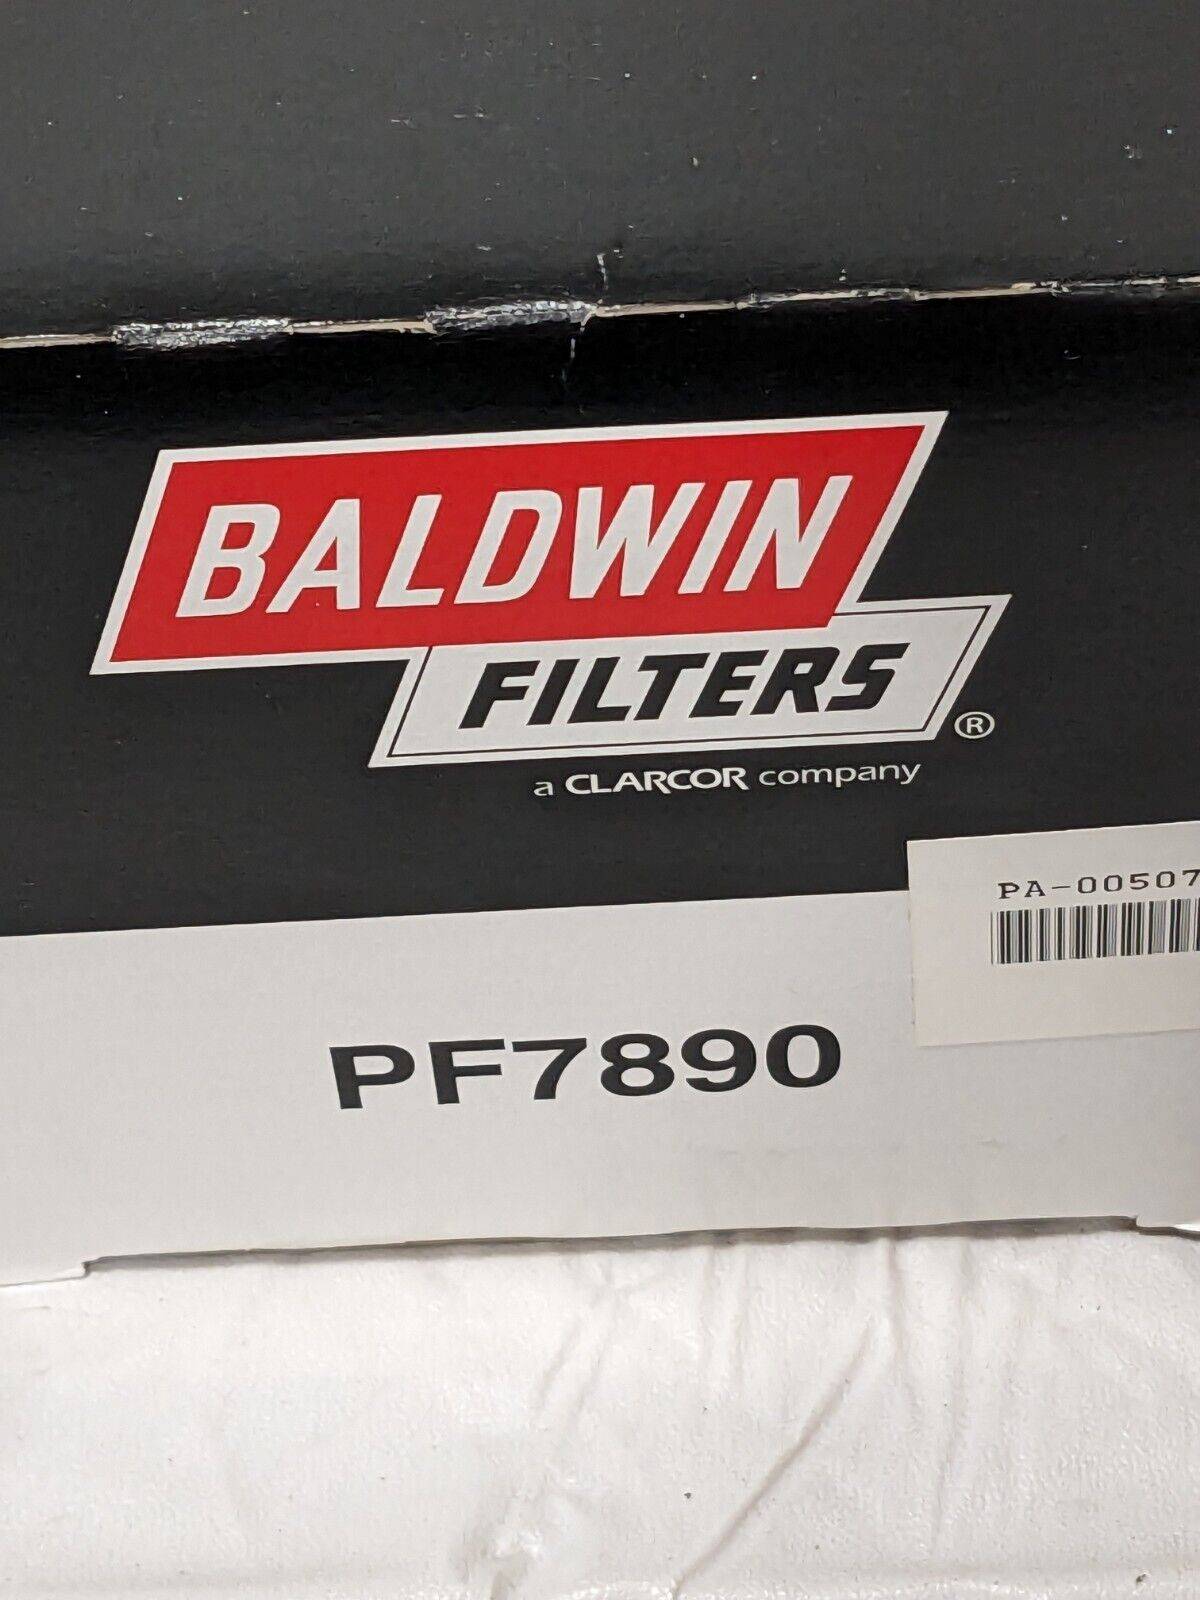 BALDWIN
FILTERS
®
a CLARCOR company
PA-00507
PF7890